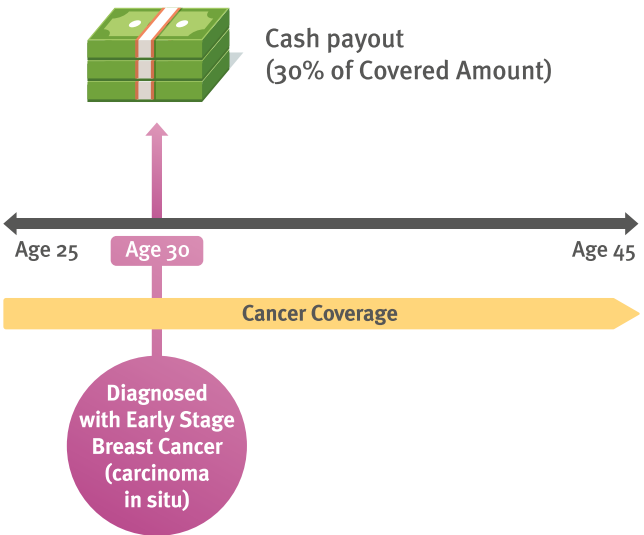 Cash payout
(30% of Covered Amount)
Age 25
Age 30
Age 45
Cancer Coverage
Diagnosed
with Early Stage
Breast Cancer
(carcinoma
in situ)